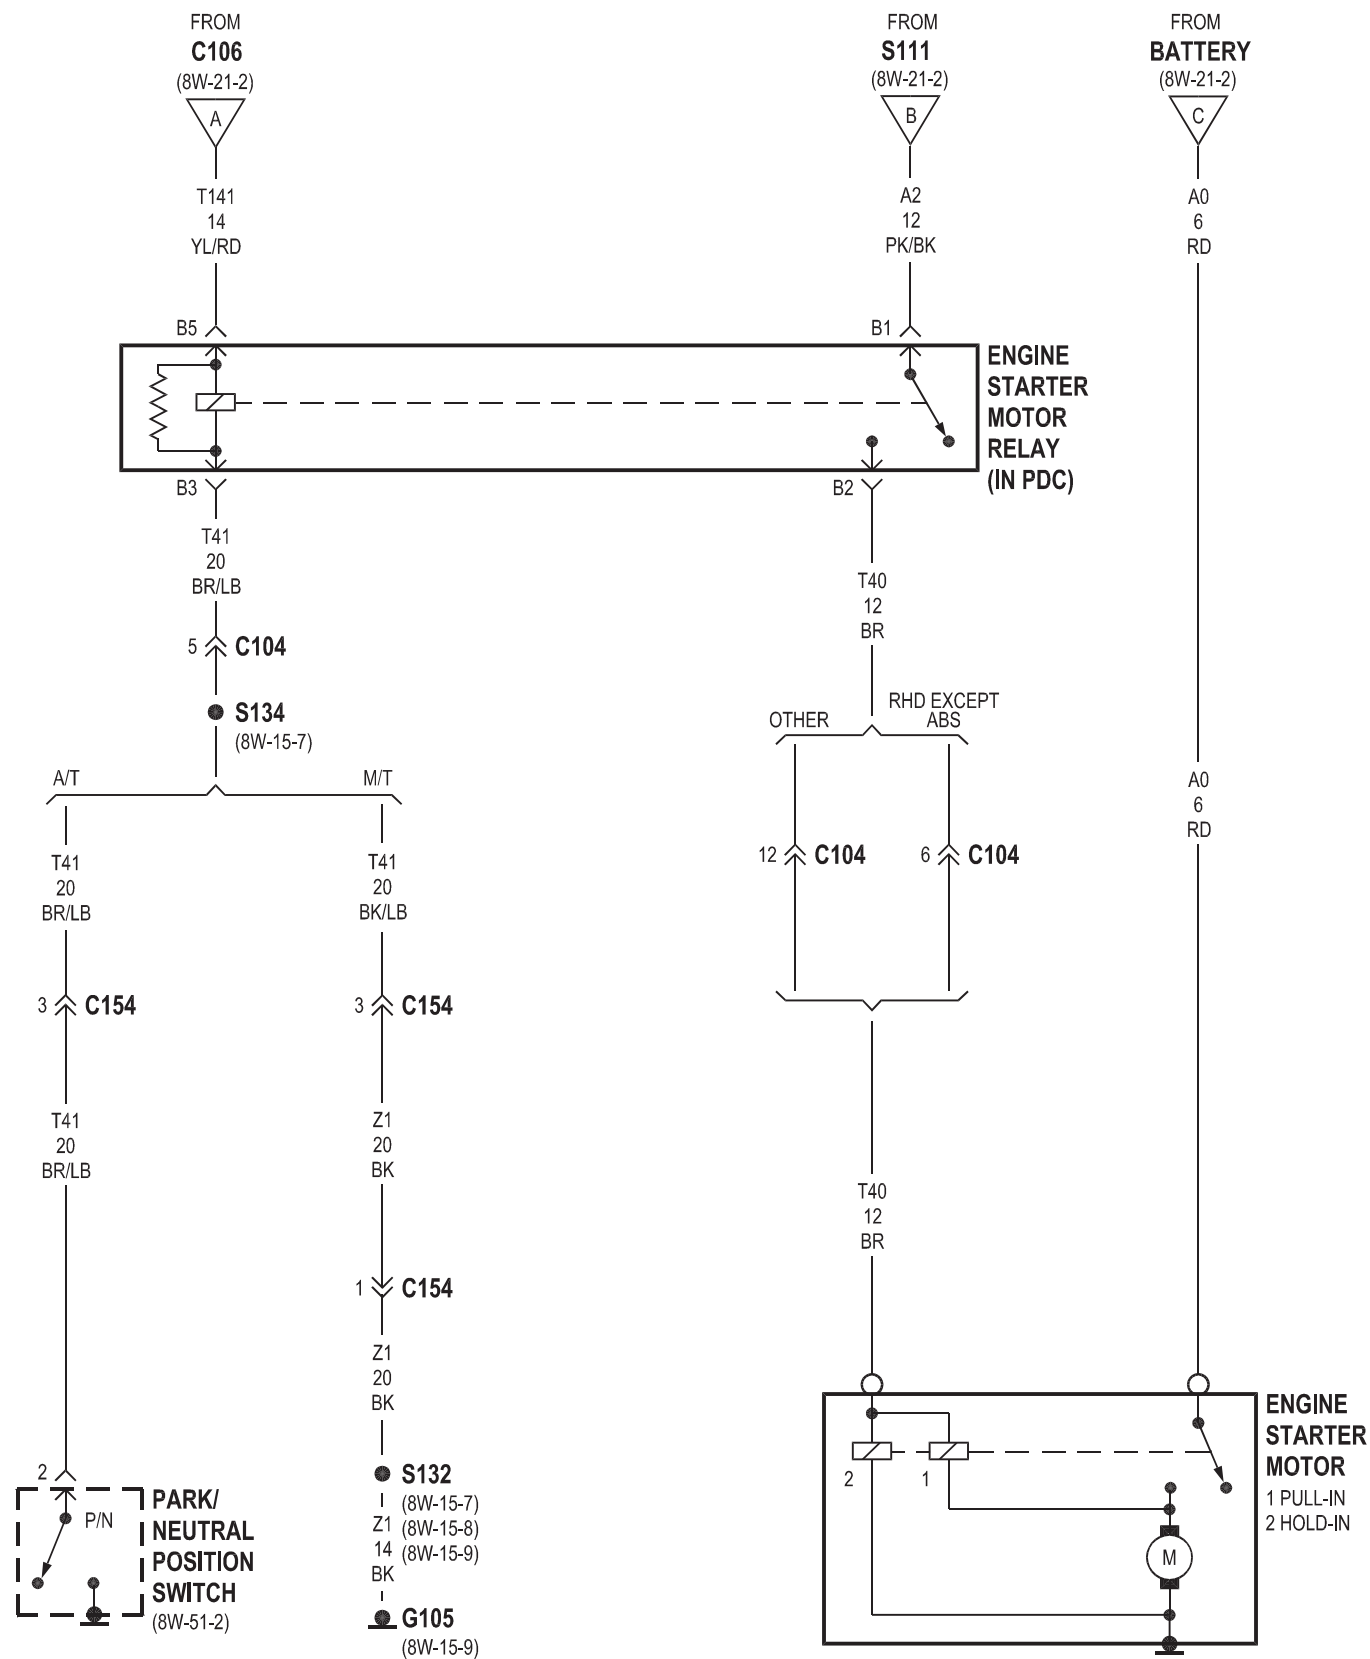 FROM
C106
(8W-21-2)
A
T141
14
YL/RD
B5
FROM
S111
(8W-21-2)
B
A2
12
PK/BK
B1
FROM
BATTERY
(8W-21-2)
C
A0
6
RD
ENGINE
STARTER
MOTOR
RELAY
(IN PDC)
B3
T41
20
BR/LB
5
C104
S134
(8W-15-7)
B2
T40
12
BR
OTHER
RHD EXCEPT
ABS
12
C104
6
C104
A0
6
RD
A/T
M/T
T41
20
BR/LB
T41
20
BK/LB
3
C154
3
C154
T41
20
BR/LB
Z1
20
BK
1
C154
Z1
20
BK
T40
12
BR
2
P/N
PARK/
NEUTRAL
POSITION
SWITCH
(8W-51-2)
S132
(8W-15-7)
(8W-15-8)
(8W-15-9)
Z1
14
BK
G105
(8W-15-9)
2
1
M
ENGINE
STARTER
MOTOR
1 PULL-IN
2 HOLD-IN